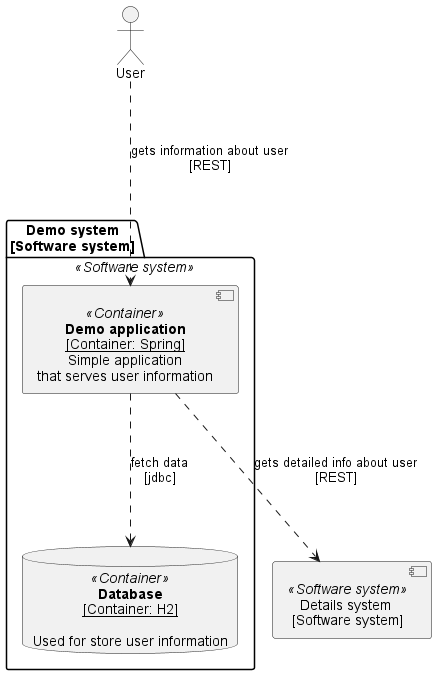 User
gets information about user
[REST]
Demo system
[Software system]
«Software system»
«Container»
Demo application
[Container: Spring]
Simple application
that serves user information
fetch data
[jdbc]
gets detailed info about user
[REST]
«Container»
Database
[Container: H2]
Used for store user information
«Software system»
Details system
[Software system]